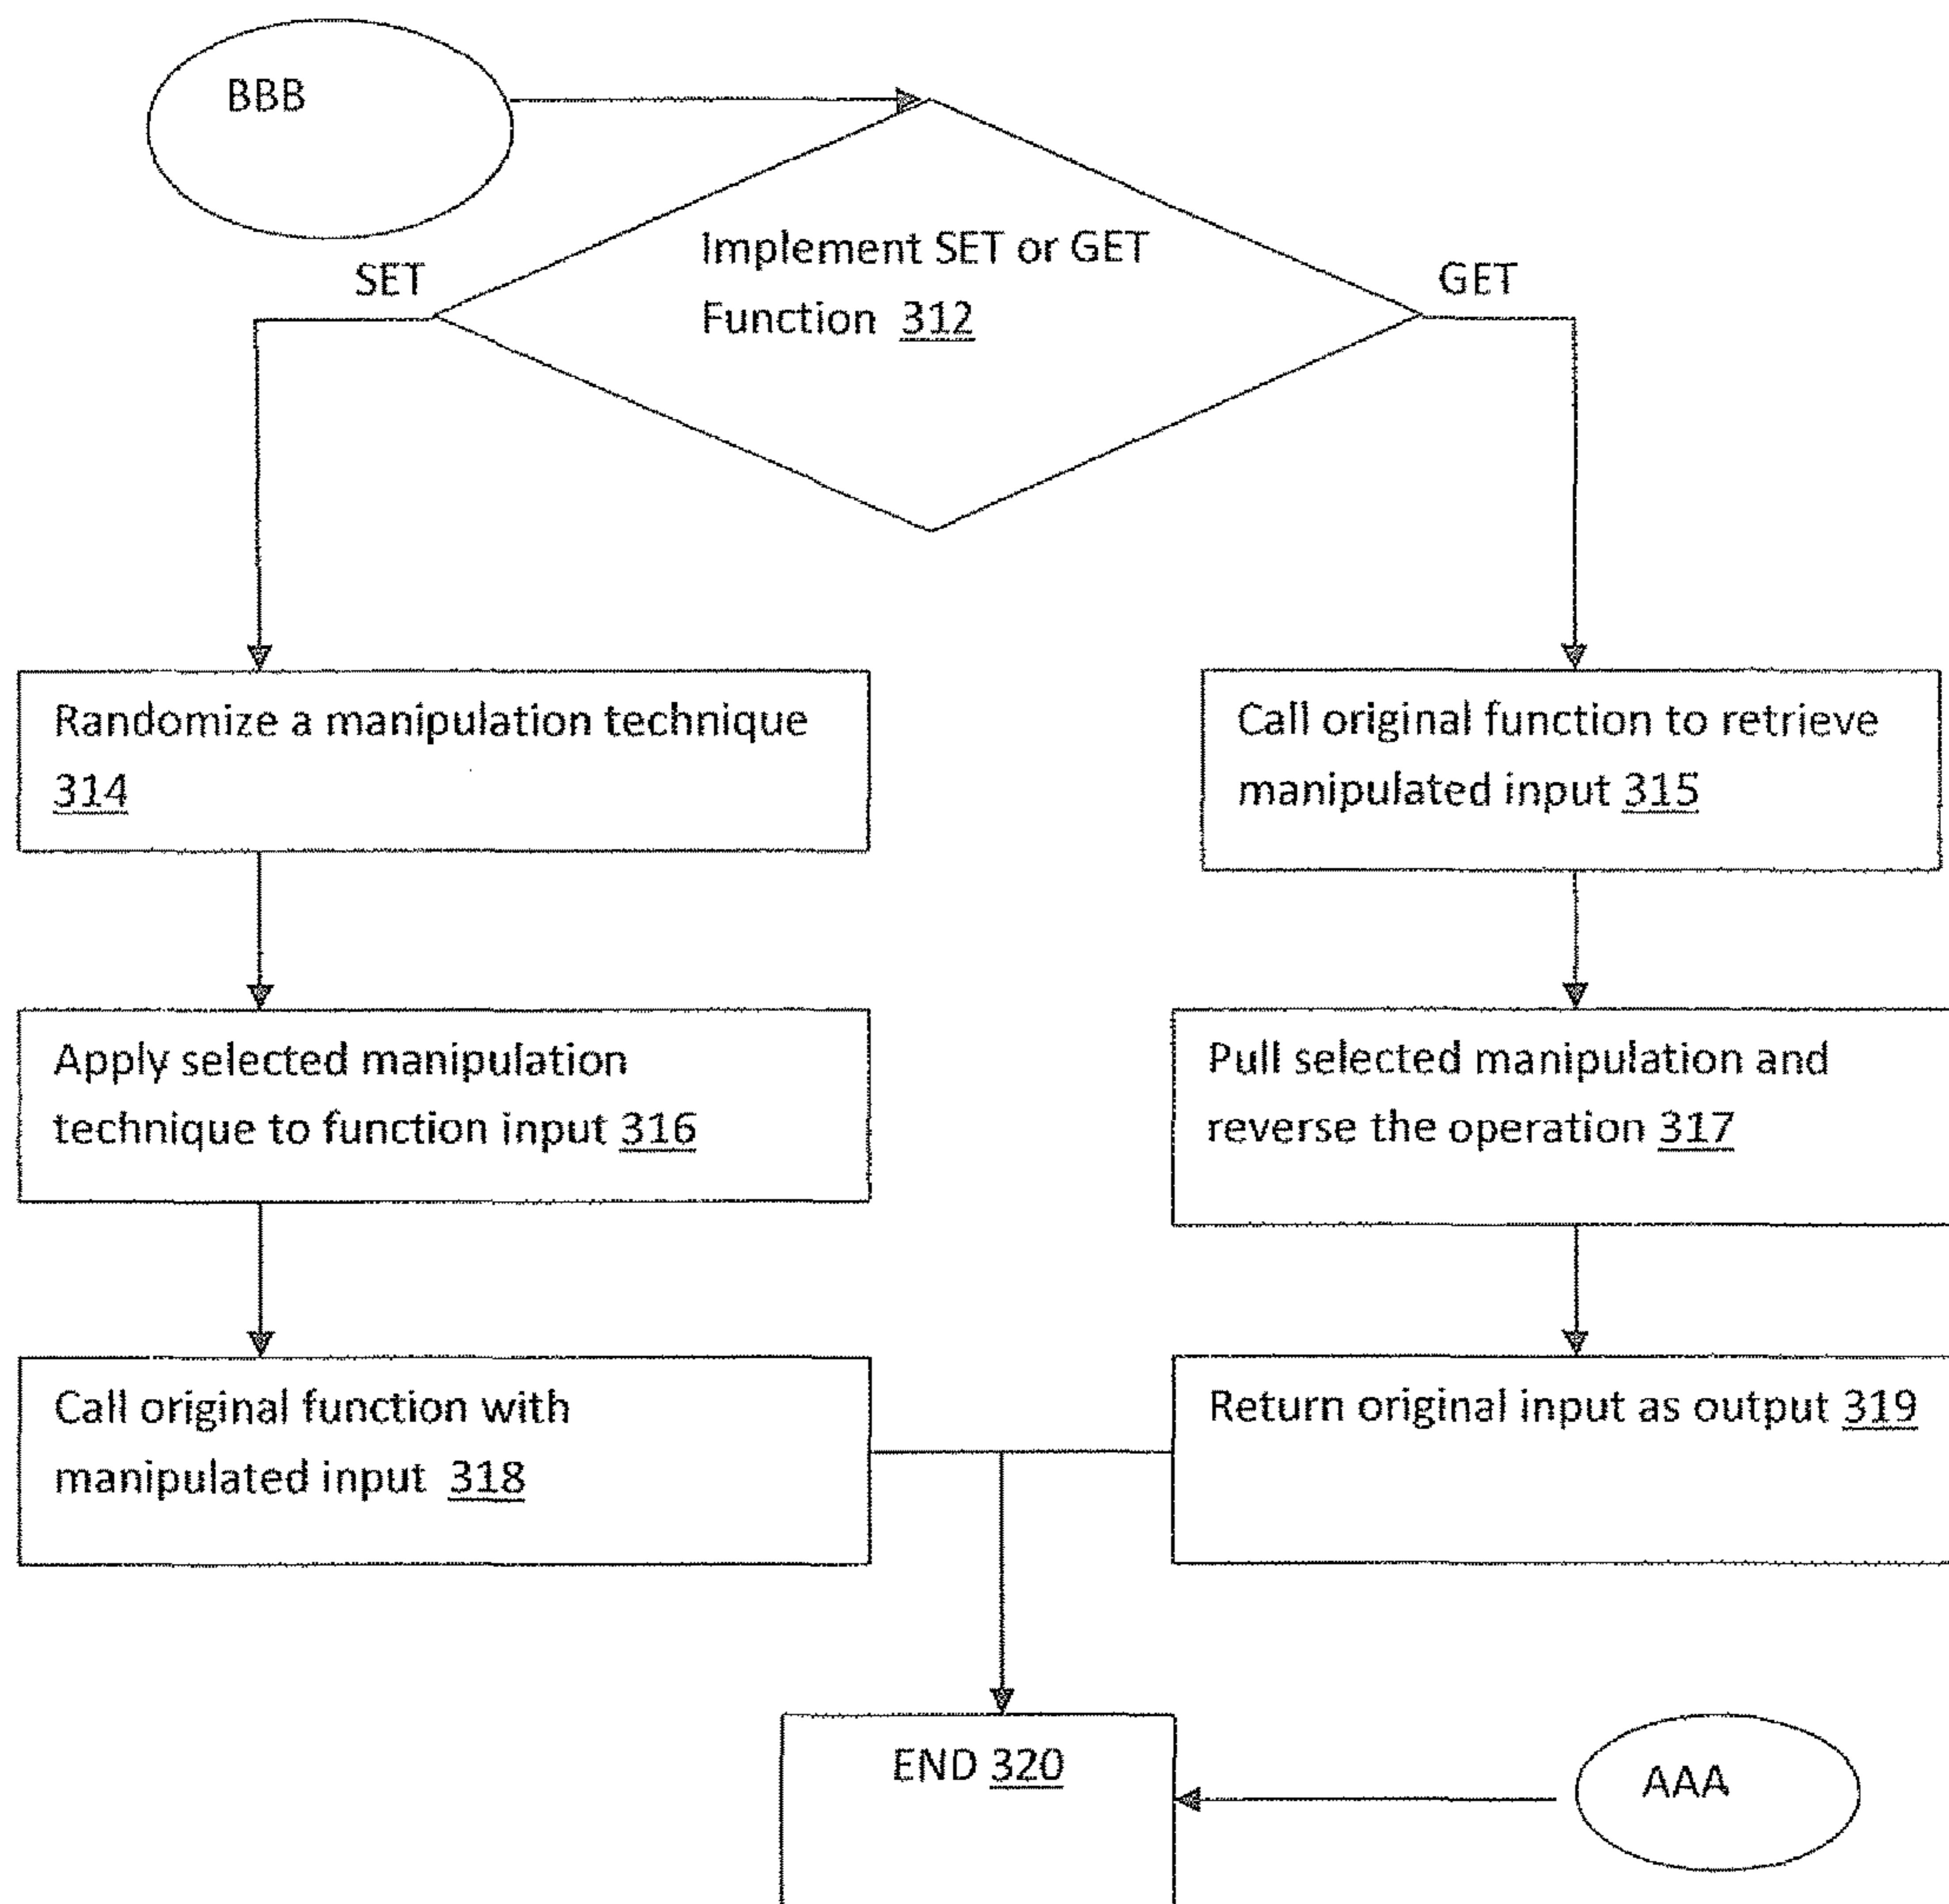 BBB
Implement SET or GET
Function 312
SET
GET
Randomize a manipulation technique
314
Call original function to retrieve
manipulated input 315
Apply selected manipulation
technique to function input 316
Pull selected manipulation and
reverse the operation 317
Call original function with
manipulated input 318
Return original input as output 319
END 320
AAA